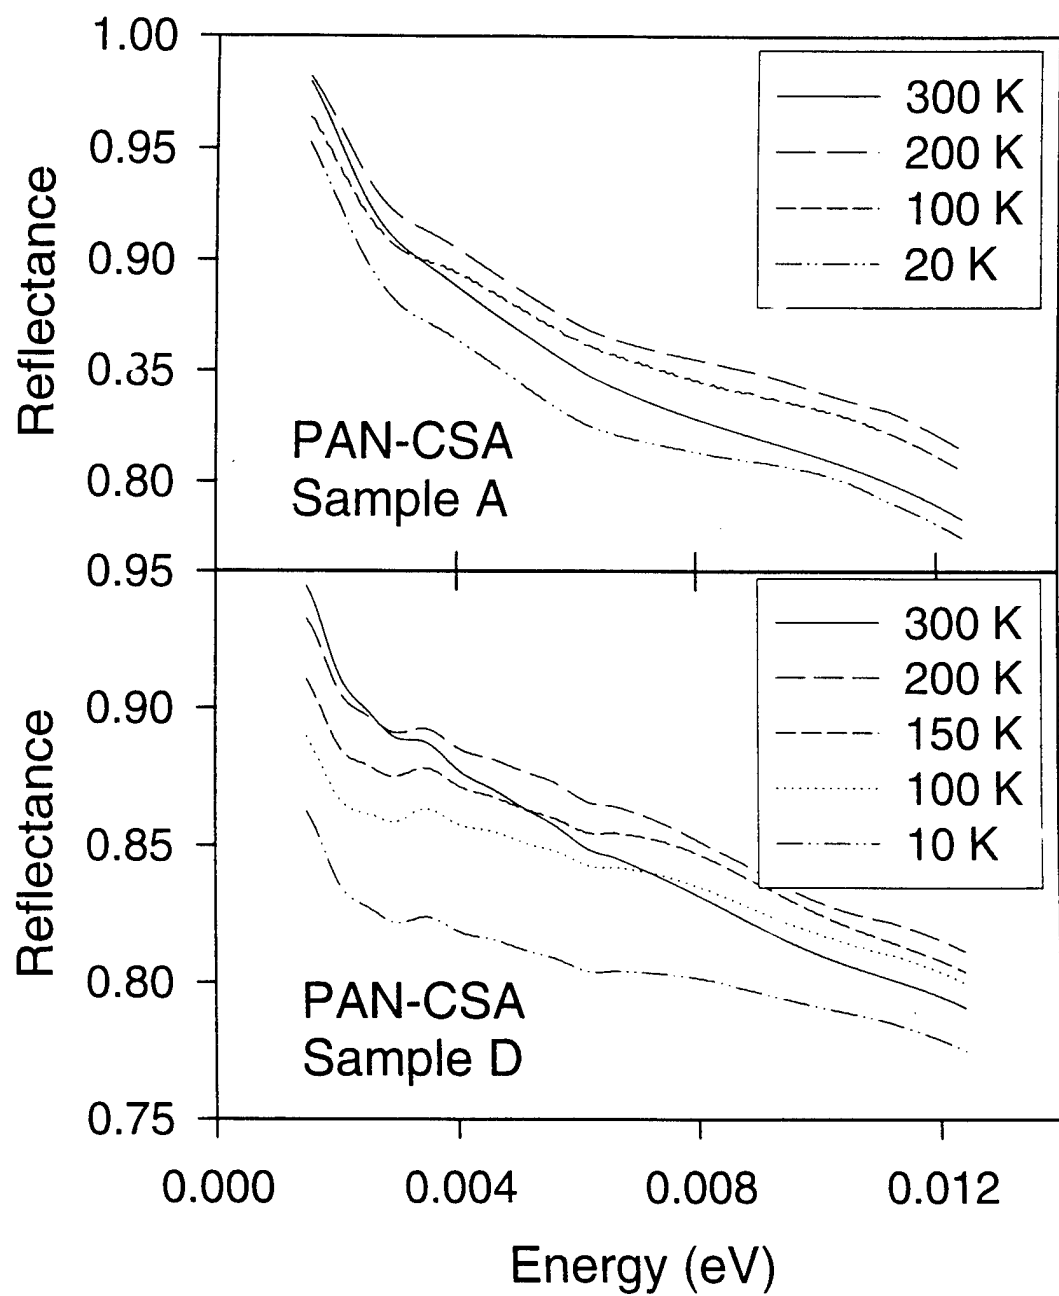 1.00
0.95
0.90
0.35
0.80
0.95
Reflectance
300 K
200 K
100 K
20 K
PAN-CSA
Sample A
0.90
0.85
0.80
0.75
Reflectance
300 K
200 K
150 K
100 K
10 K
PAN-CSA
Sample D
0.000
0.004
0.008
0.012
Energy (eV)